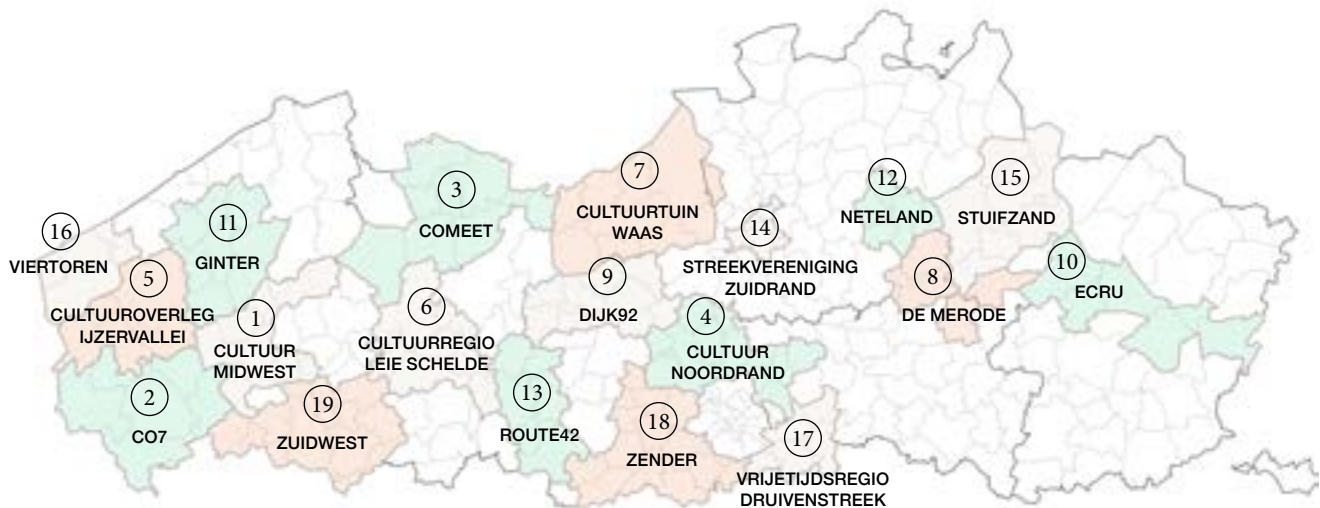 16
VIERTOREN
5
CULTUUROVERLEG
IJZERVALLEI
11
GINTER
1
CULTUUR
MIDWEST
2
CO7
19
ZUIDWEST
3
COMEET
6
CULTUURREGIO
LEIE SCHELDE
13
ROUTE42
7
CULTUURTUIN
WAAS
9
DIJK92
4
CULTUUR
NOORDRAND
18
ZENDER
14
STREEKVERENIGING
ZUIDRAND
17
VRIJETIJDSREGIO
DRUIVENSTREEK
12
NETELAND
15
STUIFZAND
8
DE MERODE
10
ECRU